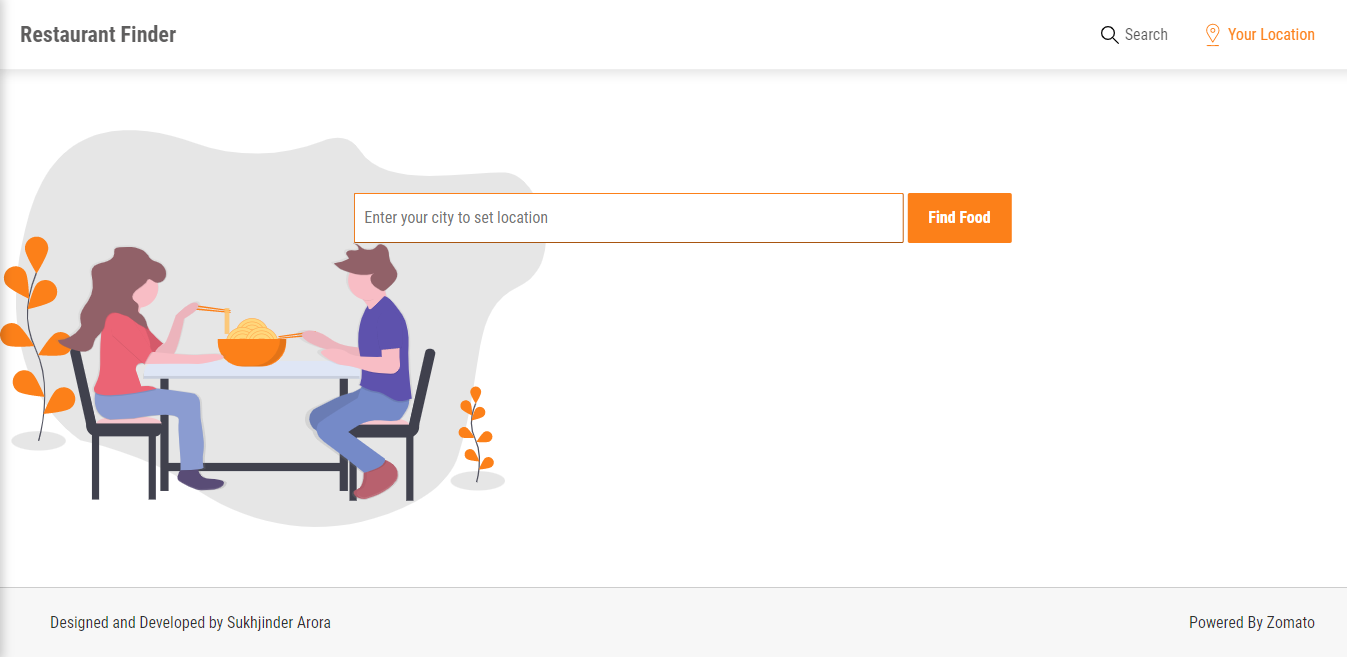 Restaurant Finder
Search
Your Location
Enter your city to set location
Find Food
Designed and Developed by Sukhjinder Arora
Powered By Zomato